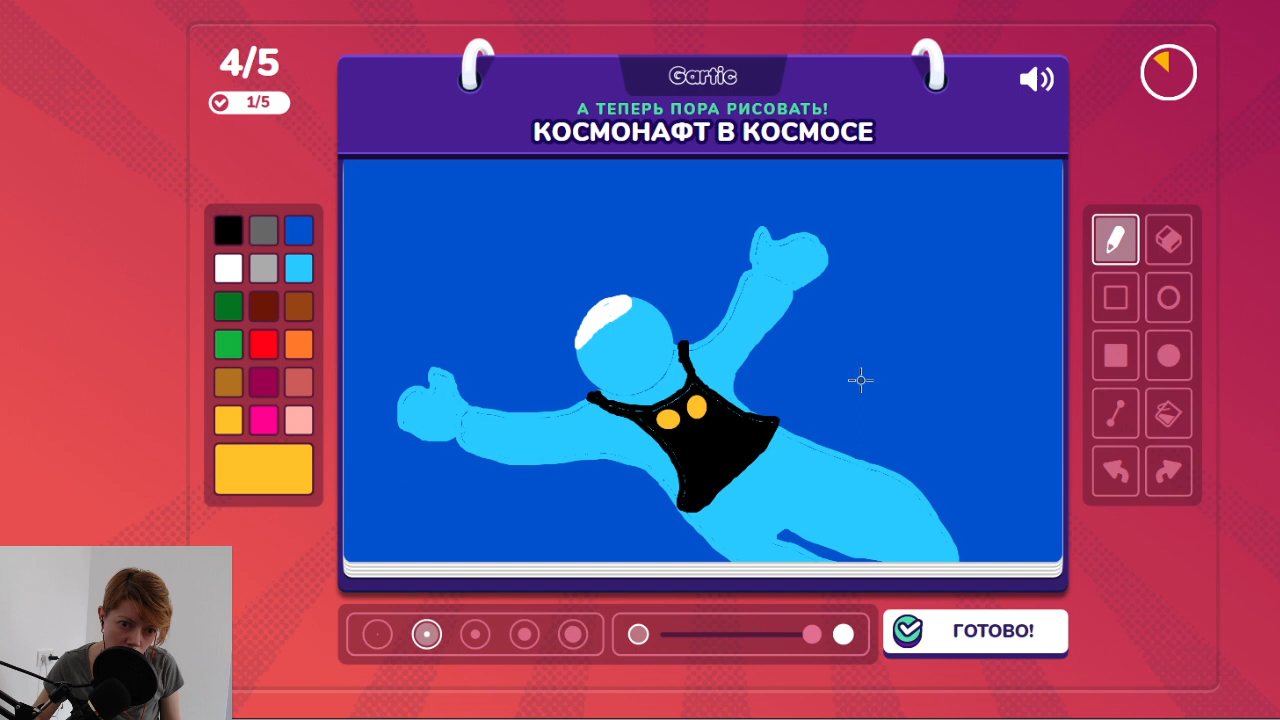 4/5
1/5
Gartic
А ТЕПЕРЬ ПОРА РИСОВАТЬ!
КОСМОНАФТ В КОСМОСЕ
ГОТОВО!